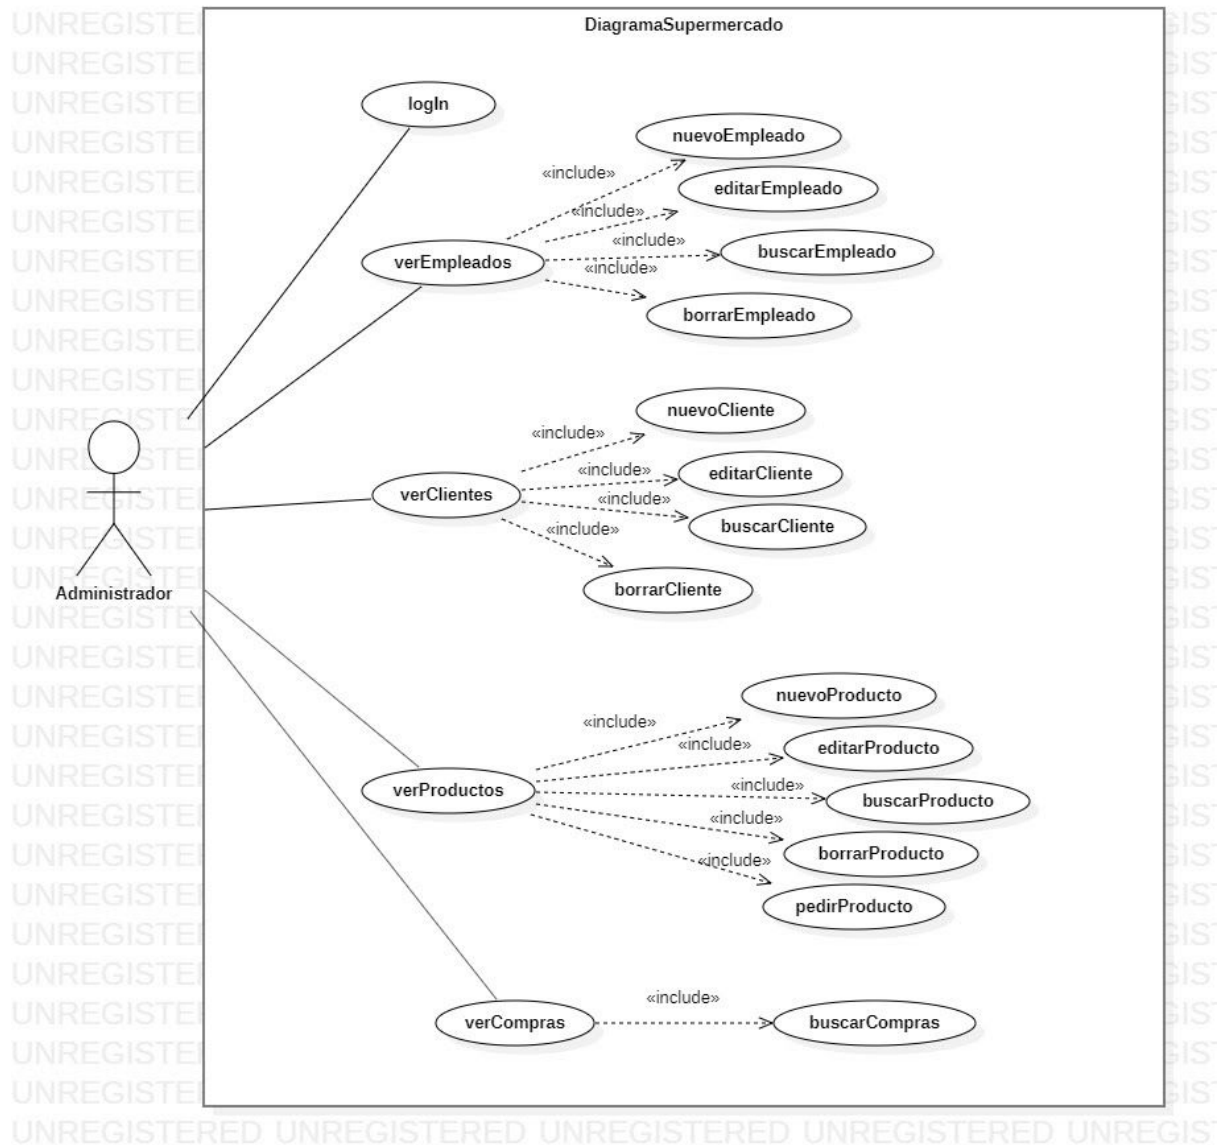 DiagramaSupermercado
logIn
nuevoEmpleado
«include»
editarEmpleado
«include»
verEmpleados
«include»
buscarEmpleado
«include»
borrarEmpleado
nuevoCliente
«include»
editarCliente
«include»
verClientes
«include»
buscarCliente
«include»
borrarCliente
Administrador
nuevoProducto
«include»
editarProducto
«include»
verProductos
«include»
buscarProducto
«include»
borrarProducto
«include»
pedirProducto
«include»
verCompras
buscarCompras
UNREGISTERED UNREGISTERED UNREGISTERED UNREGISTERED UNREGIS